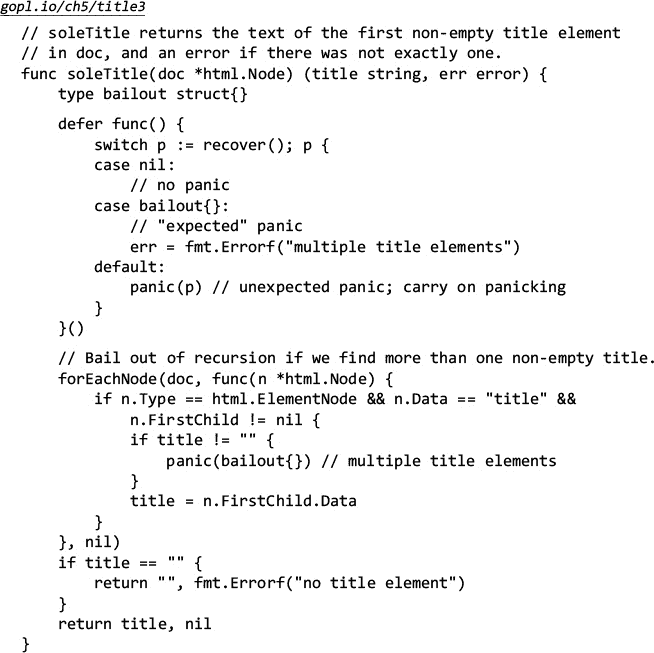 gopl.io/ch5/title3
// soleTitle returns the text of the first non-empty title element
// in doc, and an error if there was not exactly one.
func soleTitle(doc *html.Node) (title string, err error) {
    type bailout struct{}

    defer func() {
        switch p := recover(); p {
        case nil:
            // no panic
        case bailout{}:
            // "expected" panic
            err = fmt.Errorf("multiple title elements")
        default:
            panic(p) // unexpected panic; carry on panicking
        }
    }()

    // Bail out of recursion if we find more than one non-empty title.
    forEachNode(doc, func(n *html.Node) {
        if n.Type == html.ElementNode && n.Data == "title" &&
            n.FirstChild != nil {
            if title != "" {
                panic(bailout{}) // multiple title elements
            }
            title = n.FirstChild.Data
        }
    }, nil)
    if title == "" {
        return "", fmt.Errorf("no title element")
    }
    return title, nil
}